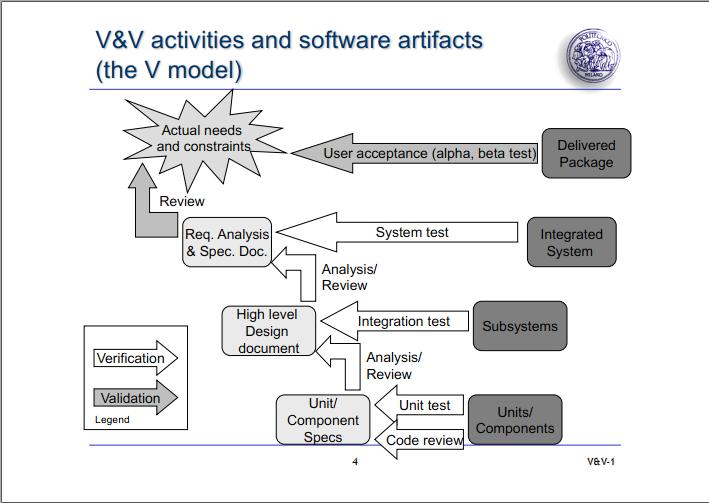 V&V activities and software artifacts
(the V model)
POLITECNICO
MILANO
Actual needs
and constraints
User acceptance (alpha, beta test)
Delivered
Package
Review
Req. Analysis
& Spec. Doc.
System test
Integrated
System
Analysis/
Review
High level
Design
document
Integration test
Subsystems
Verification
Analysis/
Review
Validation
Legend
Unit/
Component
Specs
Unit test
Code review
Units/
Components
4
V&V-1